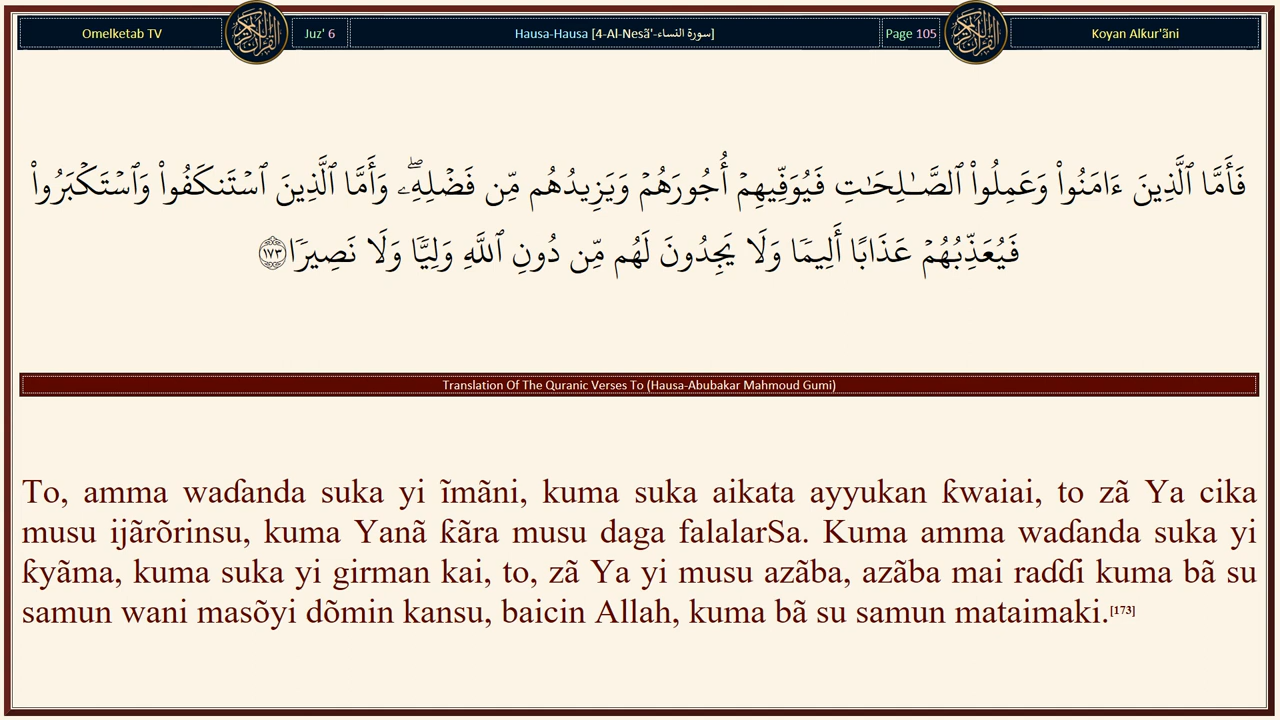 Omelketab TV
Juz' 6
Hausa-Hausa [4-Al-Nesã'-سورة النساء]
Page 105
Koyan Alƙur'ãni
فَأَمَّا ٱلَّذِينَ ءَامَنُواْ وَعَمِلُواْ ٱلصَّـٰلِحَـٰتِ فَيُوَفِّيهِمۡ أُجُورَهُمۡ وَيَزِيدُهُم مِّن فَضۡلِهِۦۖ وَأَمَّا ٱلَّذِينَ ٱسۡتَنكَفُواْ وَٱسۡتَكۡبَرُواْ
فَيُعَذِّبُهُمۡ عَذَابًا أَلِيمٗا وَلَا يَجِدُونَ لَهُم مِّن دُونِ ٱللَّهِ وَلِيّٗا وَلَا نَصِيرٗا ١٧٣
Translation Of The Quranic Verses To (Hausa-Abubakar Mahmoud Gumi)
To, amma waɗanda suka yi ĩmãni, kuma suka aikata ayyukan ƙwaiai, to zã Ya cika
musu ijãrõrinsu, kuma Yanã ƙãra musu daga falalarSa. Kuma amma waɗanda suka yi
ƙyãma, kuma suka yi girman kai, to, zã Ya yi musu azãba, azãba mai raɗɗi kuma bã su
samun wani masõyi dõmin kansu, baicin Allah, kuma bã su samun mataimaki.[173]